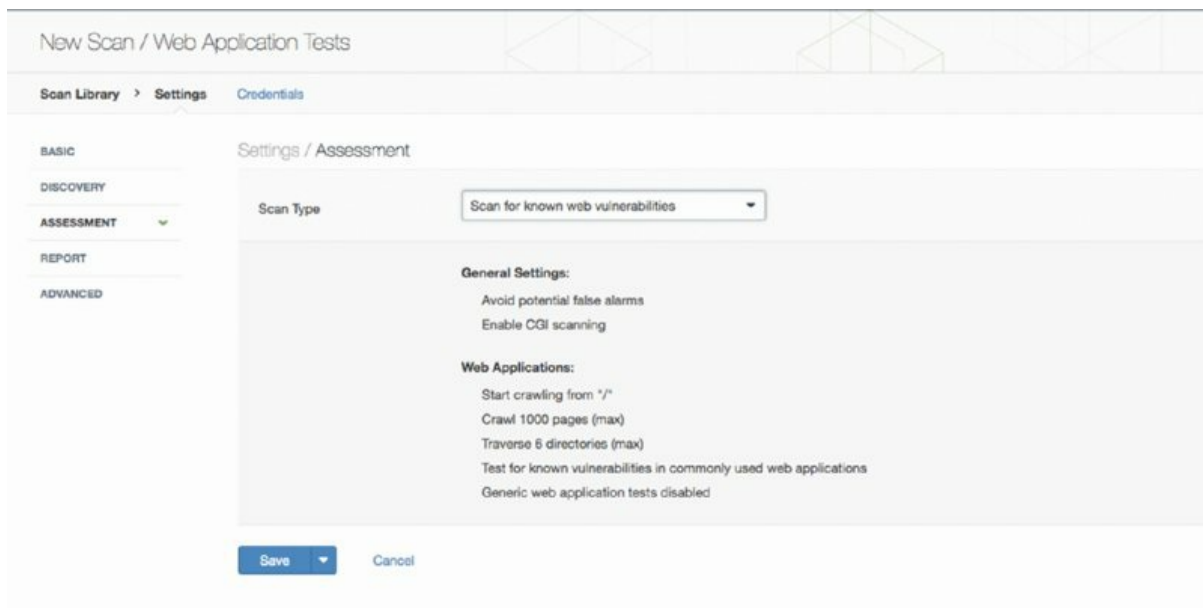 New Scan / Web Application Tests
Scan Library > Settings Credentials
BASIC
DISCOVERY
ASSESSMENT
REPORT
ADVANCED
Settings / Assessment
Scan Type Scan for known web vulnerabilities
General Settings:
Avoid potential false alarms
Enable CGI scanning
Web Applications:
Start crawling from "/"
Crawl 1000 pages (max)
Traverse 6 directories (max)
Test for known vulnerabilities in commonly used web applications
Generic web application tests disabled
Save Cancel